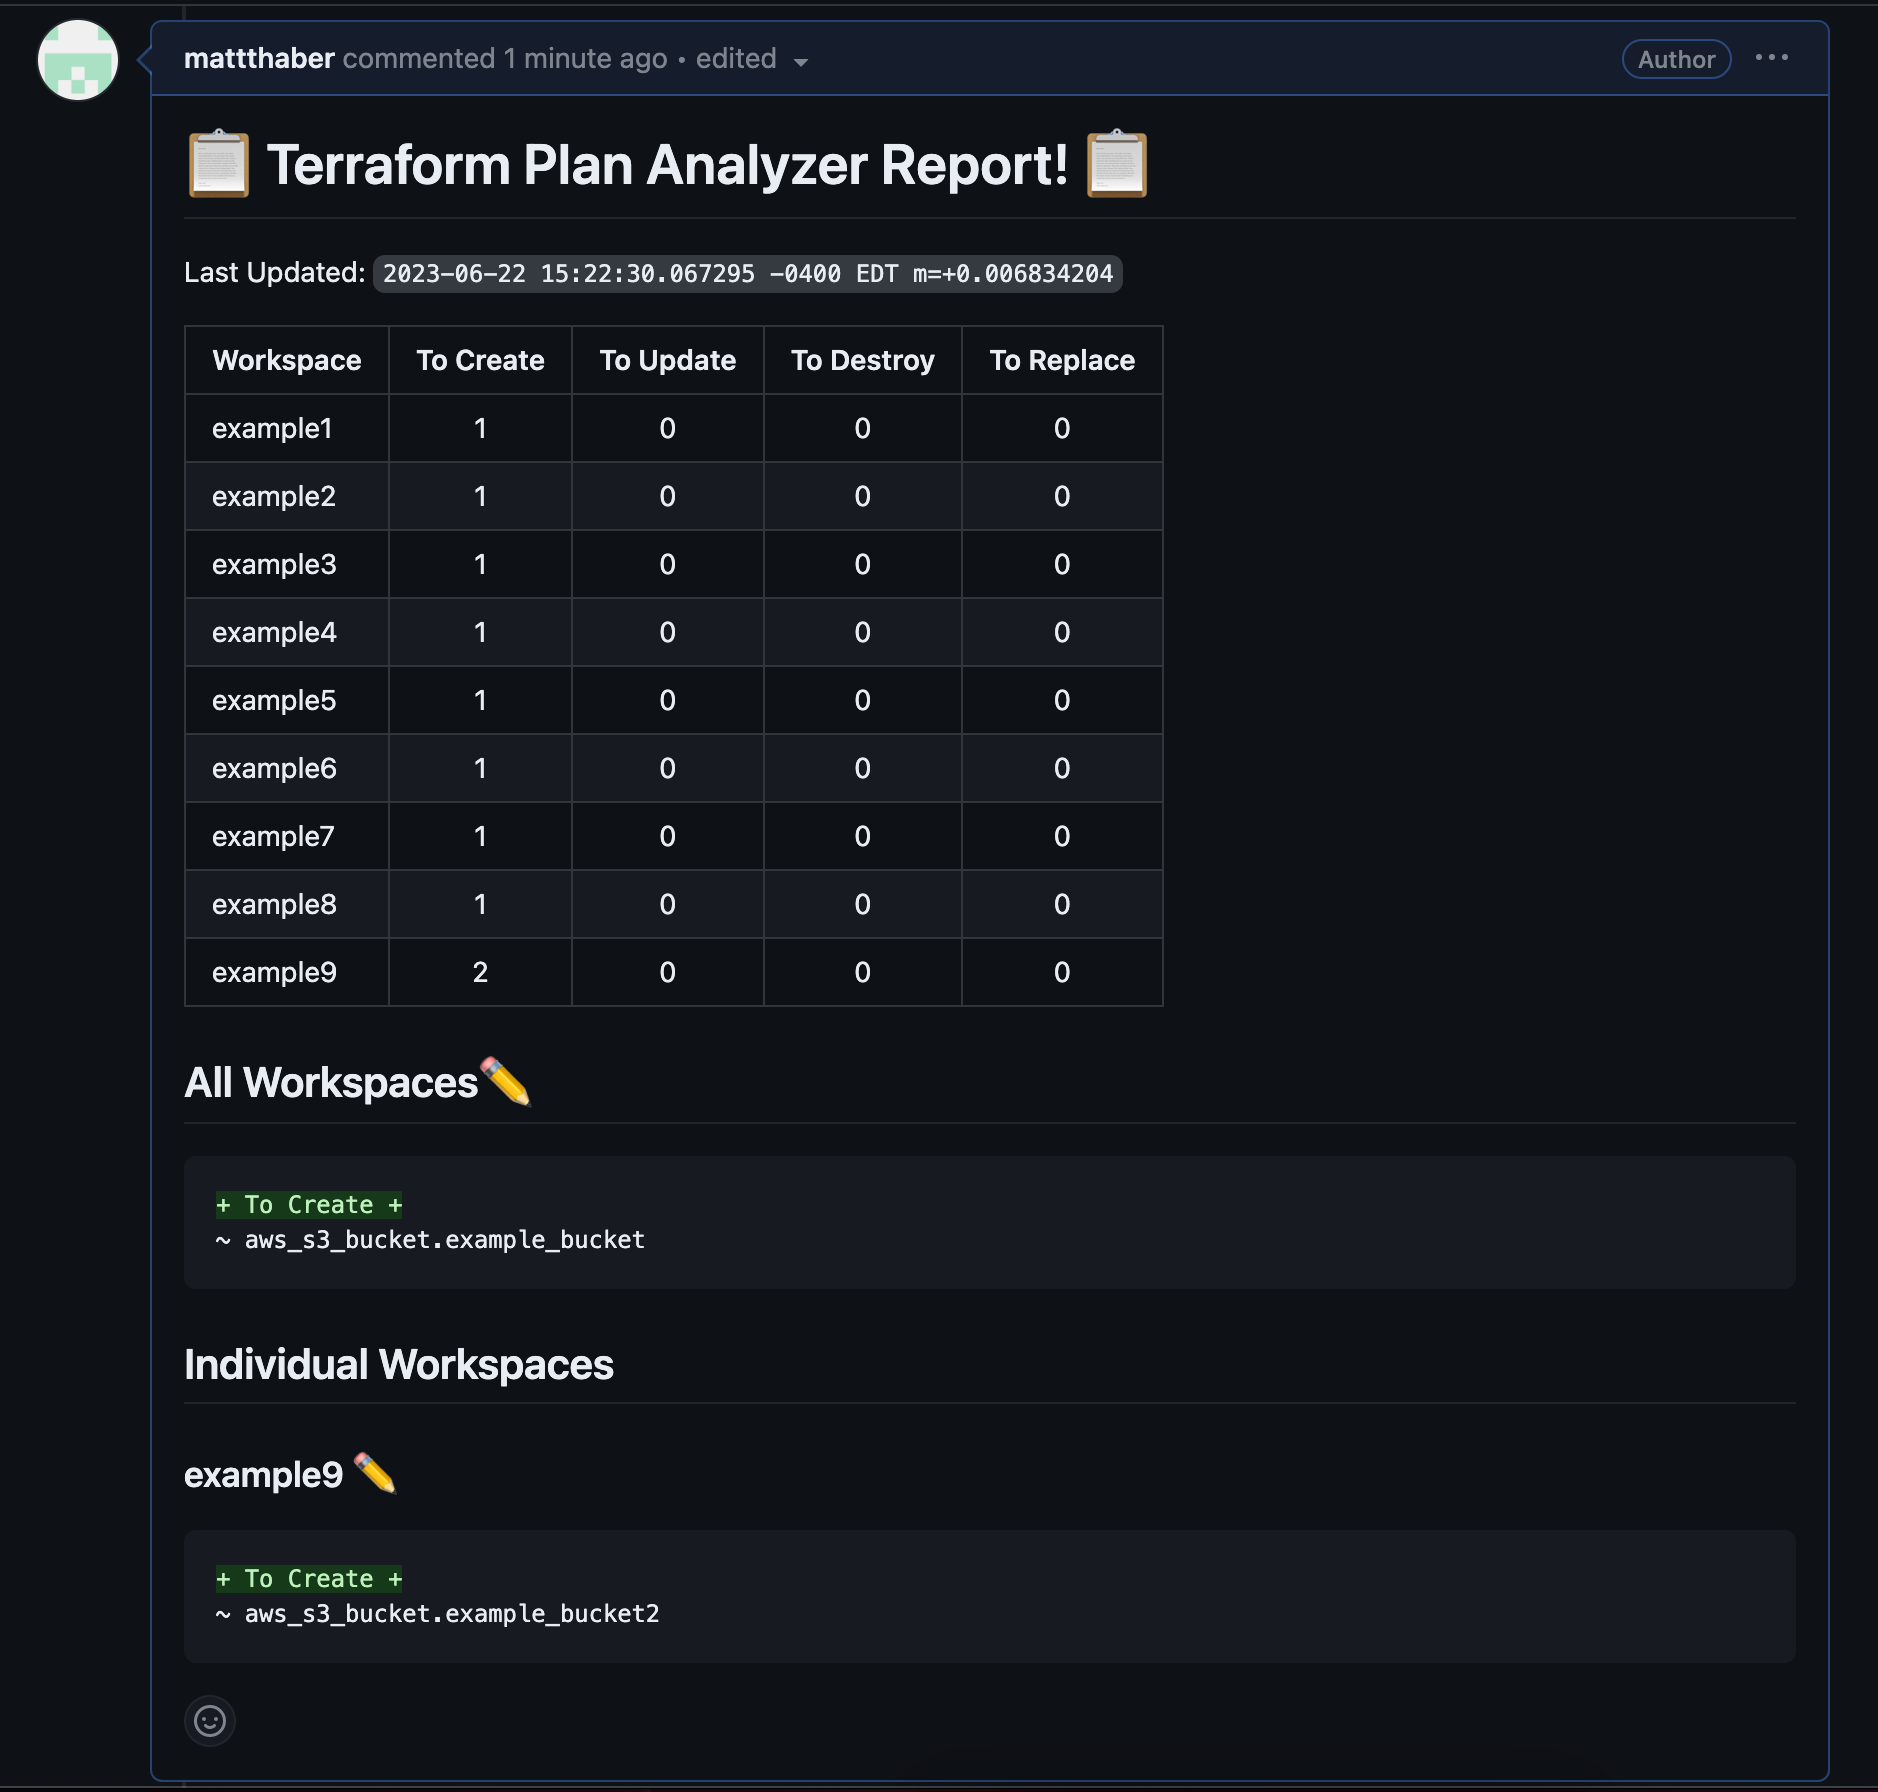 mattthaber commented 1 minute ago • edited
Author
📋 Terraform Plan Analyzer Report! 📋
Last Updated: 2023-06-22 15:22:30.067295 -0400 EDT m=+0.006834204
Workspace To Create To Update To Destroy To Replace
example1 1 0 0 0
example2 1 0 0 0
example3 1 0 0 0
example4 1 0 0 0
example5 1 0 0 0
example6 1 0 0 0
example7 1 0 0 0
example8 1 0 0 0
example9 2 0 0 0
All Workspaces✏️
+ To Create +
~ aws_s3_bucket.example_bucket
Individual Workspaces
example9 ✏️
+ To Create +
~ aws_s3_bucket.example_bucket2